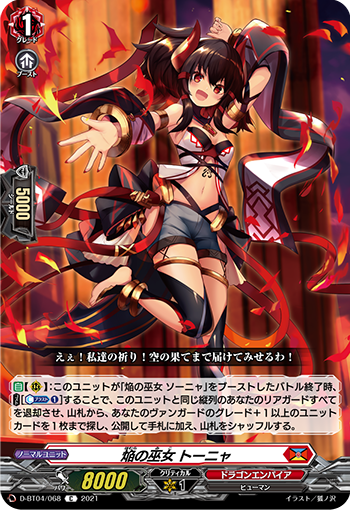 1
グレード
ブースト
5000
シールド
えぇ!私達の祈り!空の果てまで届けてみせるわ!
自【R】:このユニットが「焔の巫女 ソーニャ」をブーストしたバトル終了時、
【コスト】[CB1]することで、このユニットと同じ縦列のあなたのリアガードすべて
を退却させ、山札から、あなたのヴァンガードのグレード+1以上のユニット
カードを1枚まで探し、公開して手札に加え、山札をシャッフルする。
ノーマルユニット
焔の巫女 トーニャ
パワー 8000
クリティカル
1
ドラゴンエンパイア
ヒューマン
D-BT04/068 C 2021
イラスト/狐ノ沢